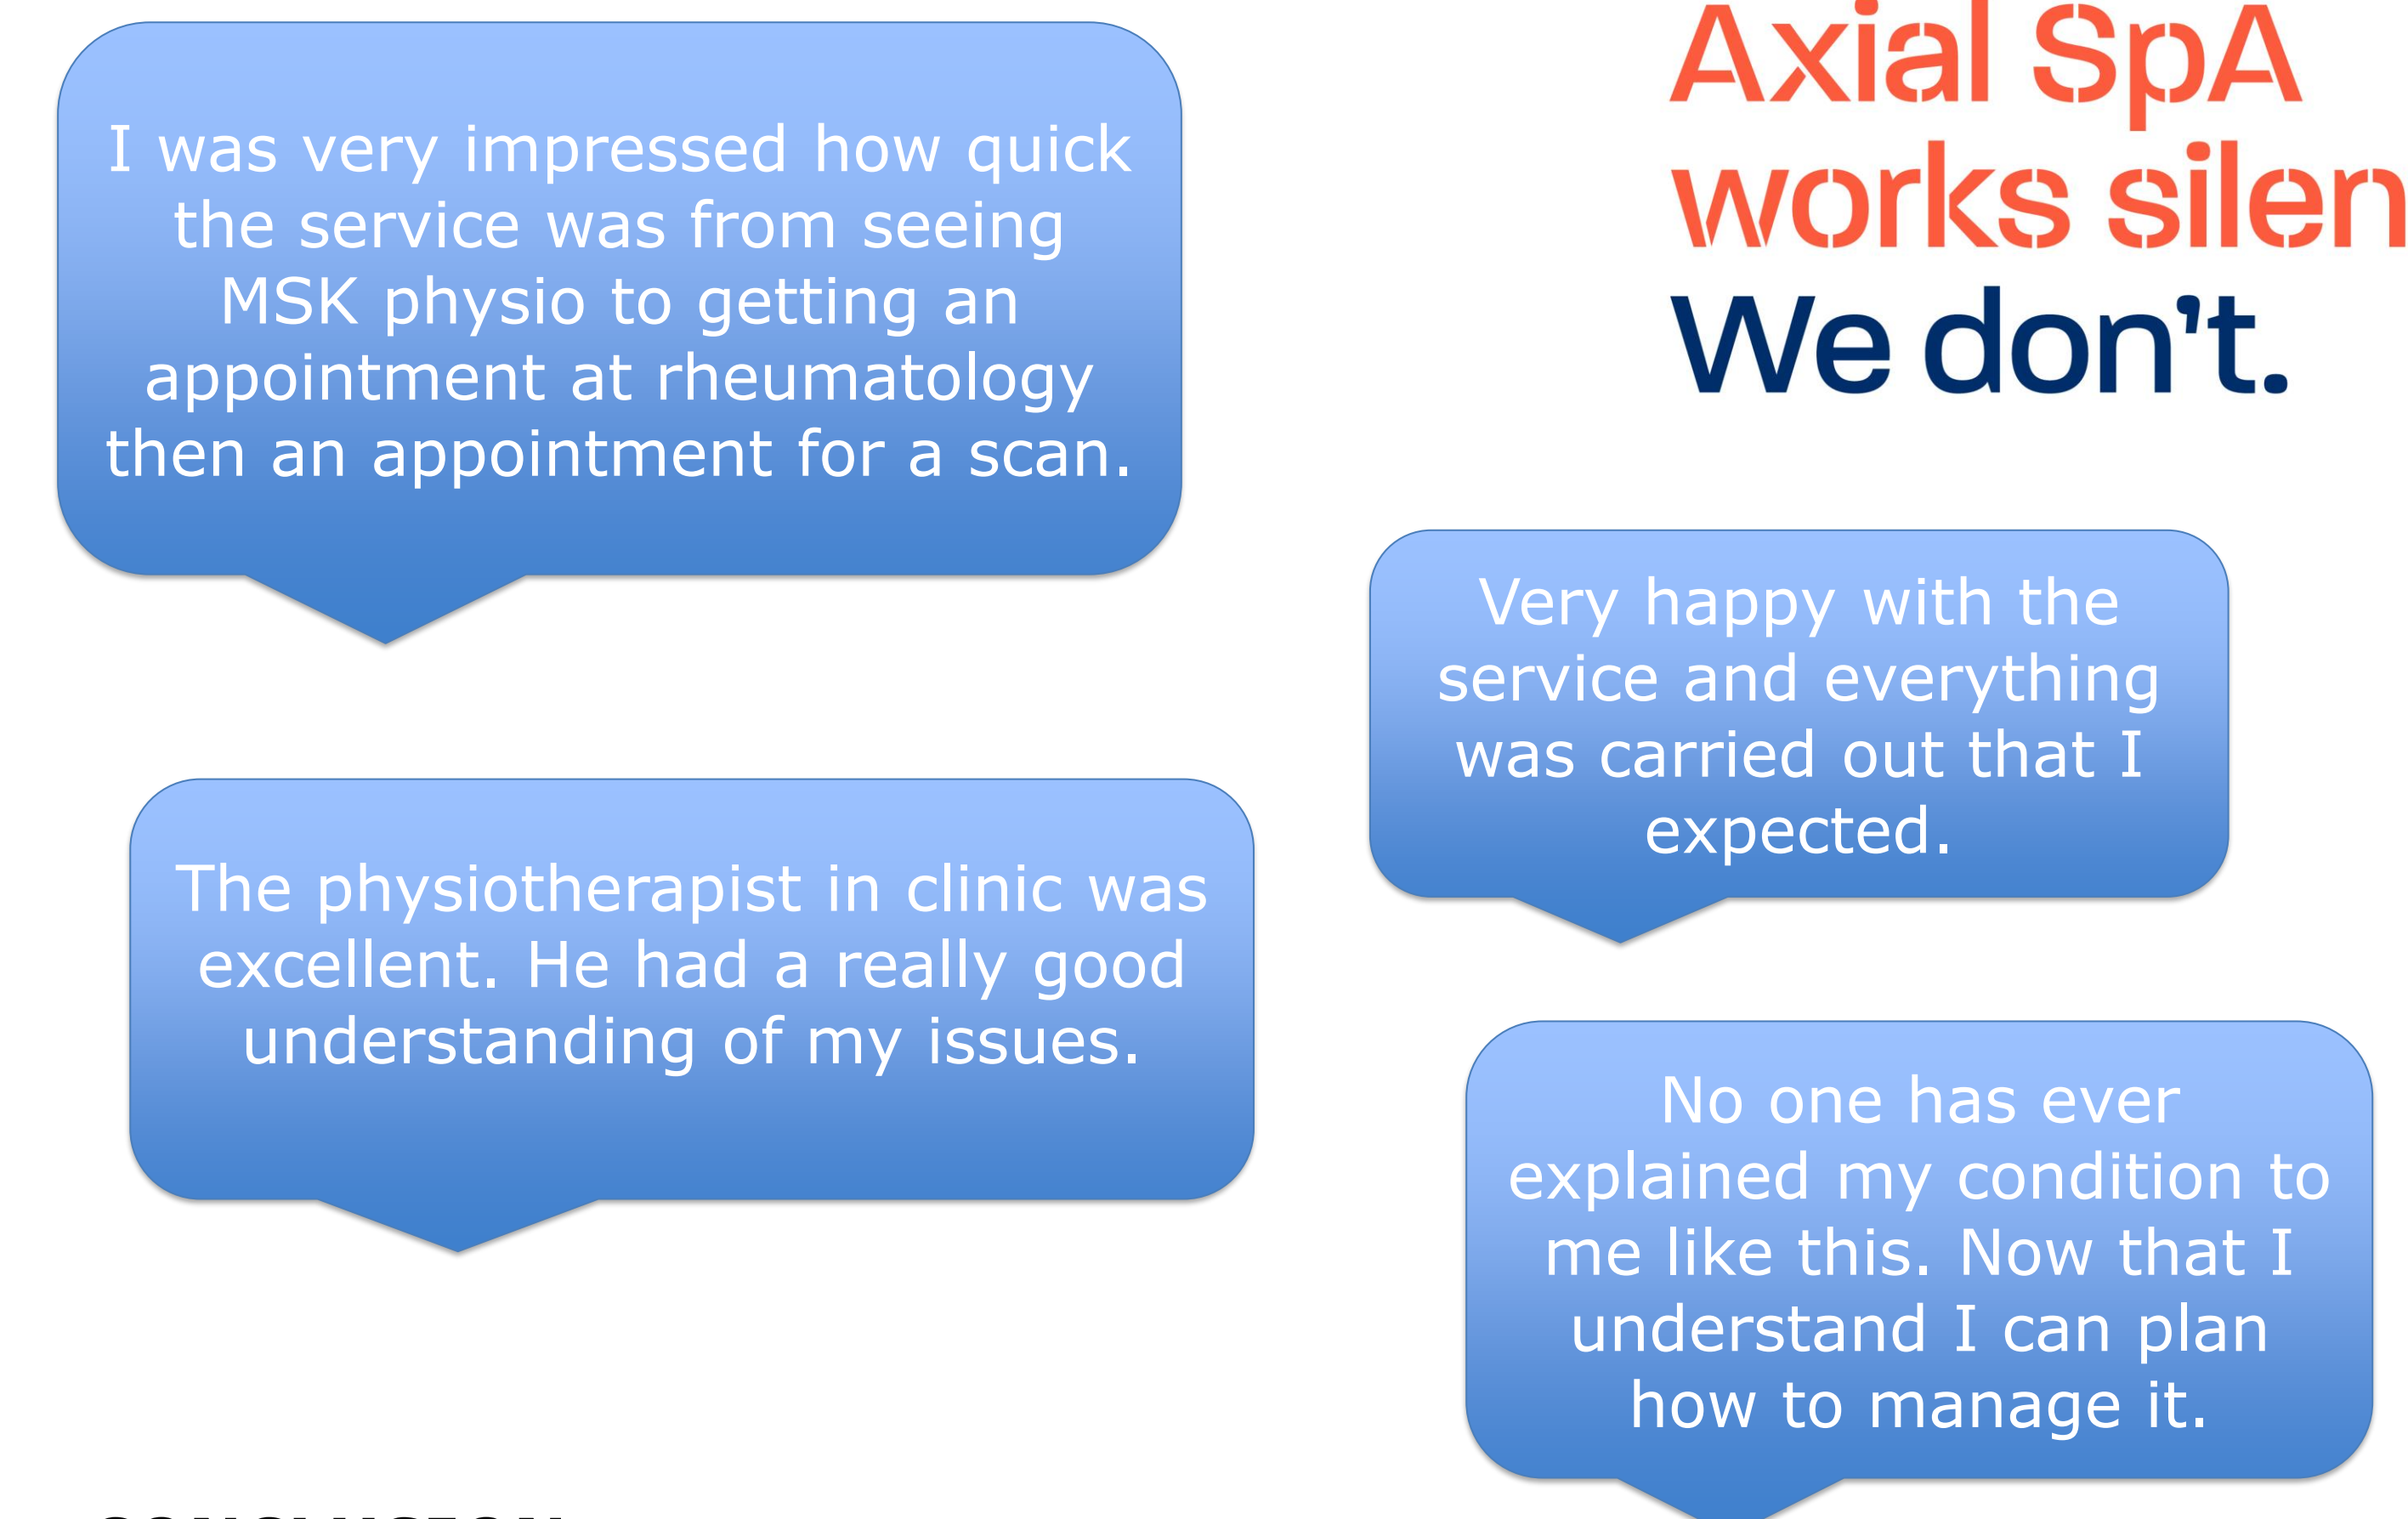 Axial SpA
works silen
We don't.
I was very impressed how quick
the service was from seeing
MSK physio to getting an
appointment at rheumatology
then an appointment for a scan.
Very happy with the
service and everything
was carried out that I
expected.
The physiotherapist in clinic was
excellent. He had a really good
understanding of my issues.
No one has ever
explained my condition to
me like this. Now that I
understand I can plan
how to manage it.